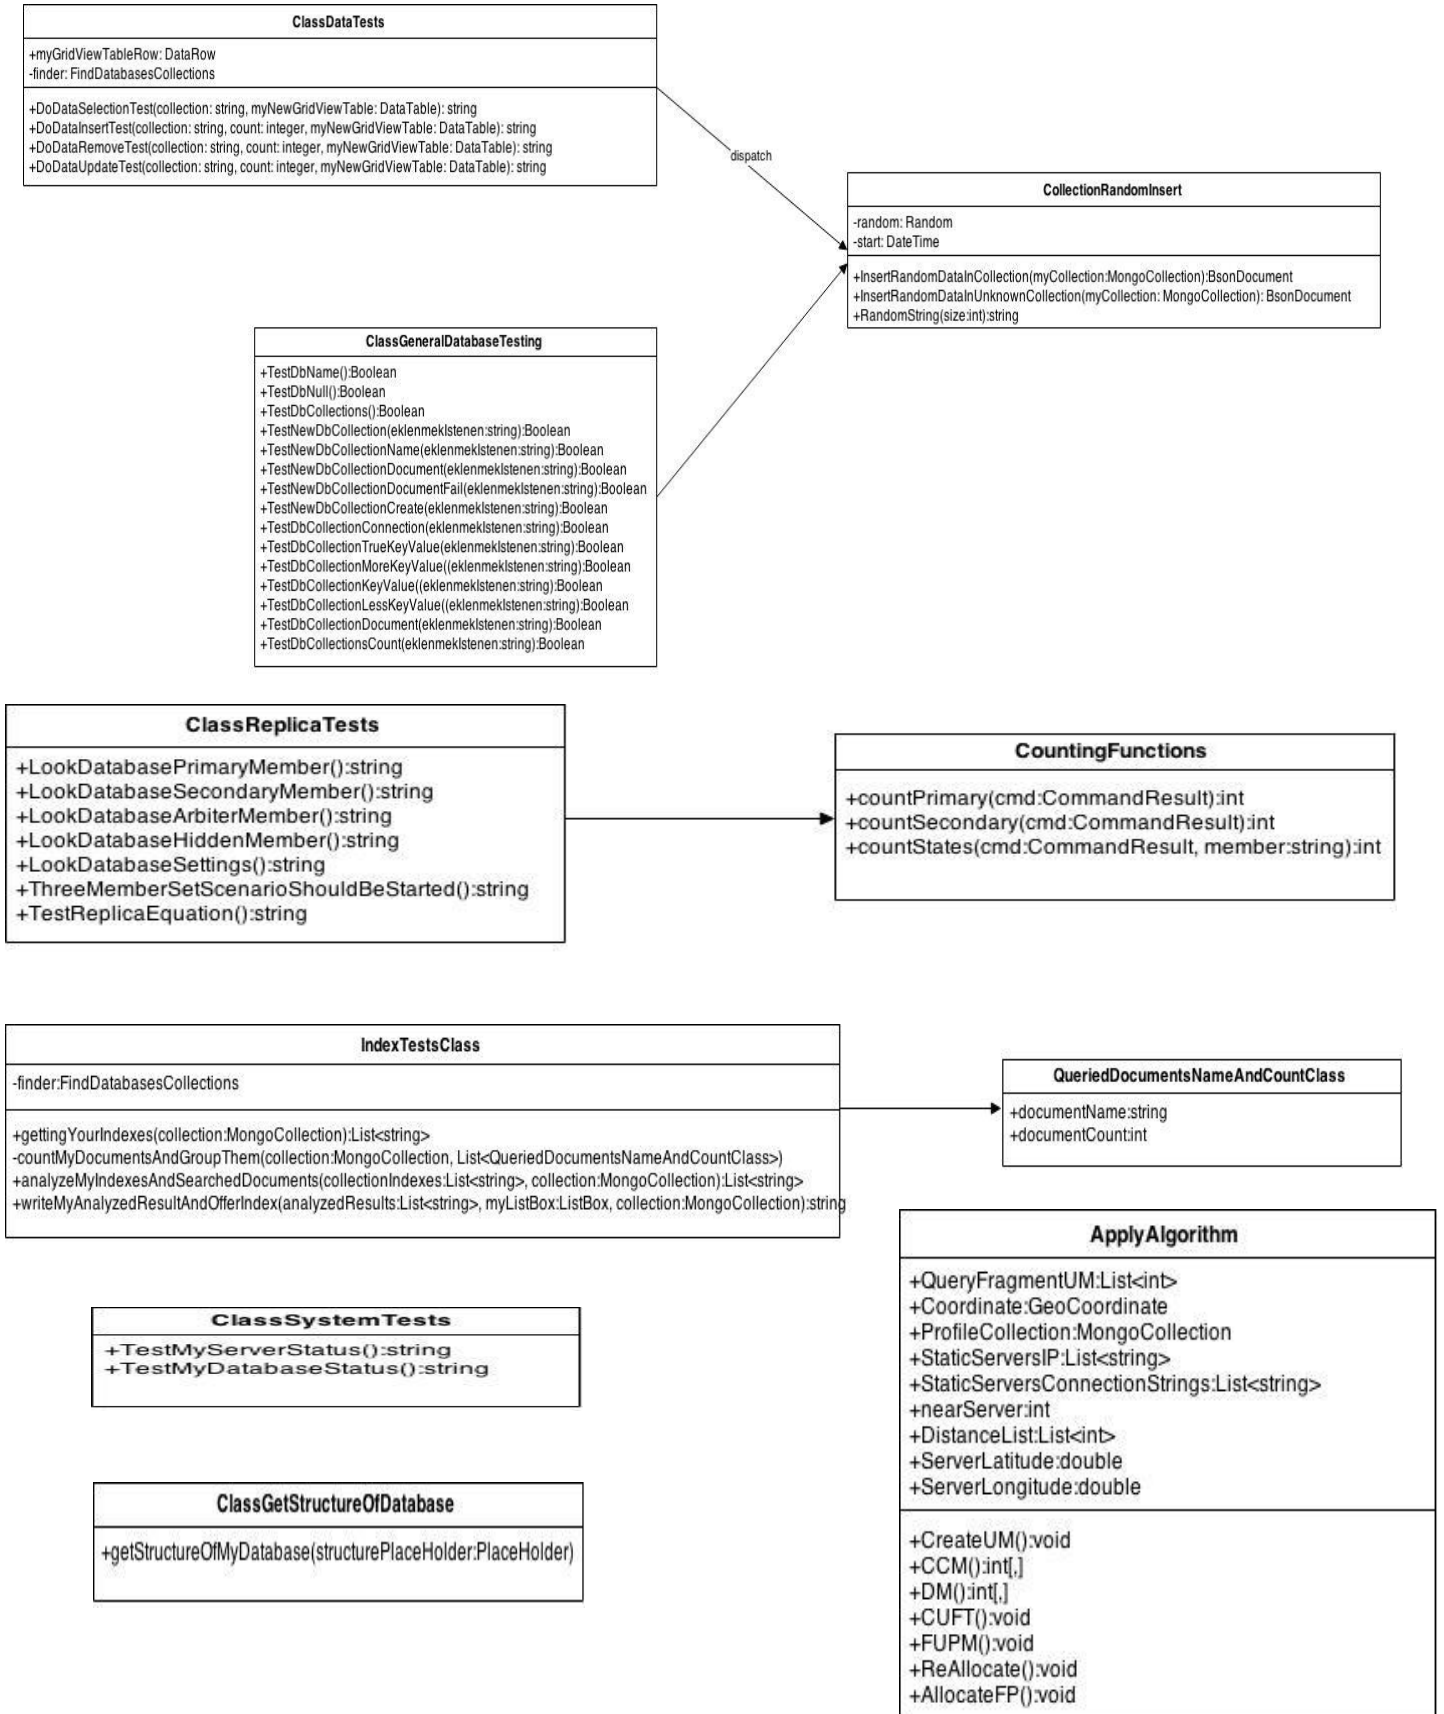 ClassDataTests
+myGridViewTableRow: DataRow
-finder: FindDatabasesCollections
+DoDataSelectionTest(collection: string, myNewGridViewTable: DataTable): string
+DoDataInsertTest(collection: string, count: integer, myNewGridViewTable: DataTable): string
+DoDataRemoveTest(collection: string, count: integer, myNewGridViewTable: DataTable): string
+DoDataUpdateTest(collection: string, count: integer, myNewGridViewTable: DataTable): string
dispatch
CollectionRandomInsert
-random: Random
-start: DateTime
+InsertRandomDataInCollection(myCollection:MongoCollection):BsonDocument
+InsertRandomDataInUnknownCollection(myCollection: MongoCollection): BsonDocument
+RandomString(size:int):string
ClassGeneralDatabaseTesting
+TestDbName():Boolean
+TestDbNull():Boolean
+TestDbCollections():Boolean
+TestNewDbCollection(eklenmekIstenen:string):Boolean
+TestNewDbCollectionName(eklenmekIstenen:string):Boolean
+TestNewDbCollectionDocument(eklenmekIstenen:string):Boolean
+TestNewDbCollectionDocumentFail(eklenmekIstenen:string):Boolean
+TestNewDbCollectionCreate(eklenmekIstenen:string):Boolean
+TestDbCollectionConnection(eklenmekIstenen:string):Boolean
+TestDbCollectionTrueKeyValue(eklenmekIstenen:string):Boolean
+TestDbCollectionMoreKeyValue((eklenmekIstenen:string):Boolean
+TestDbCollectionKeyValue((eklenmekIstenen:string):Boolean
+TestDbCollectionLessKeyValue((eklenmekIstenen:string):Boolean
+TestDbCollectionDocument(eklenmekIstenen:string):Boolean
+TestDbCollectionsCount(eklenmekIstenen:string):Boolean
ClassReplicaTests
+LookDatabasePrimaryMember():string
+LookDatabaseSecondaryMember():string
+LookDatabaseArbiterMember():string
+LookDatabaseHiddenMember():string
+LookDatabaseSettings():string
+ThreeMemberSetScenarioShouldBeStarted():string
+TestReplicaEquation():string
CountingFunctions
+countPrimary(cmd:CommandResult):int
+countSecondary(cmd:CommandResult):int
+countStates(cmd:CommandResult, member:string):int
IndexTestsClass
-finder:FindDatabasesCollections
+gettingYourIndexes(collection:MongoCollection):List<string>
-countMyDocumentsAndGroupThem(collection:MongoCollection, List<QueriedDocumentsNameAndCountClass>)
+analyzeMyIndexesAndSearchedDocuments(collectionIndexes:List<string>, collection:MongoCollection):List<string>
+writeMyAnalyzedResultAndOfferIndex(analyzedResults:List<string>, myListBox:ListBox, collection:MongoCollection):string
QueriedDocumentsNameAndCountClass
+documentName:string
+documentCount:int
ApplyAlgorithm
+QueryFragmentUM:List<int>
+Coordinate:GeoCoordinate
+ProfileCollection:MongoCollection
+StaticServersIP:List<string>
+StaticServersConnectionStrings:List<string>
+nearServer:int
+DistanceList:List<int>
+ServerLatitude:double
+ServerLongitude:double
+CreateUM():void
+CCM():int[,]
+DM():int[,]
+CUFT():void
+FUPM():void
+ReAllocate():void
+AllocateFP():void
ClassSystemTests
+TestMyServerStatus():string
+TestMyDatabaseStatus():string
ClassGetStructureOfDatabase
+getStructureOfMyDatabase(structurePlaceHolder:PlaceHolder)